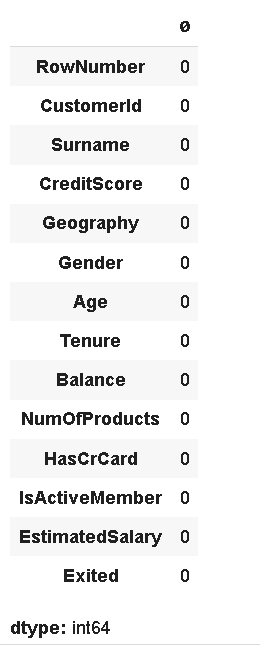 0
RowNumber 0
CustomerId 0
Surname 0
CreditScore 0
Geography 0
Gender 0
Age 0
Tenure 0
Balance 0
NumOfProducts 0
HasCrCard 0
IsActiveMember 0
EstimatedSalary 0
Exited 0
dtype: int64